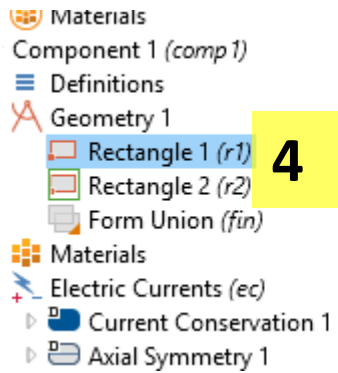 Materials
Component 1 (comp1)
Definitions
Geometry 1
Rectangle 1 (r1)
4
Rectangle 2 (r2)
Form Union (fin)
Materials
Electric Currents (ec)
Current Conservation 1
Axial Symmetry 1